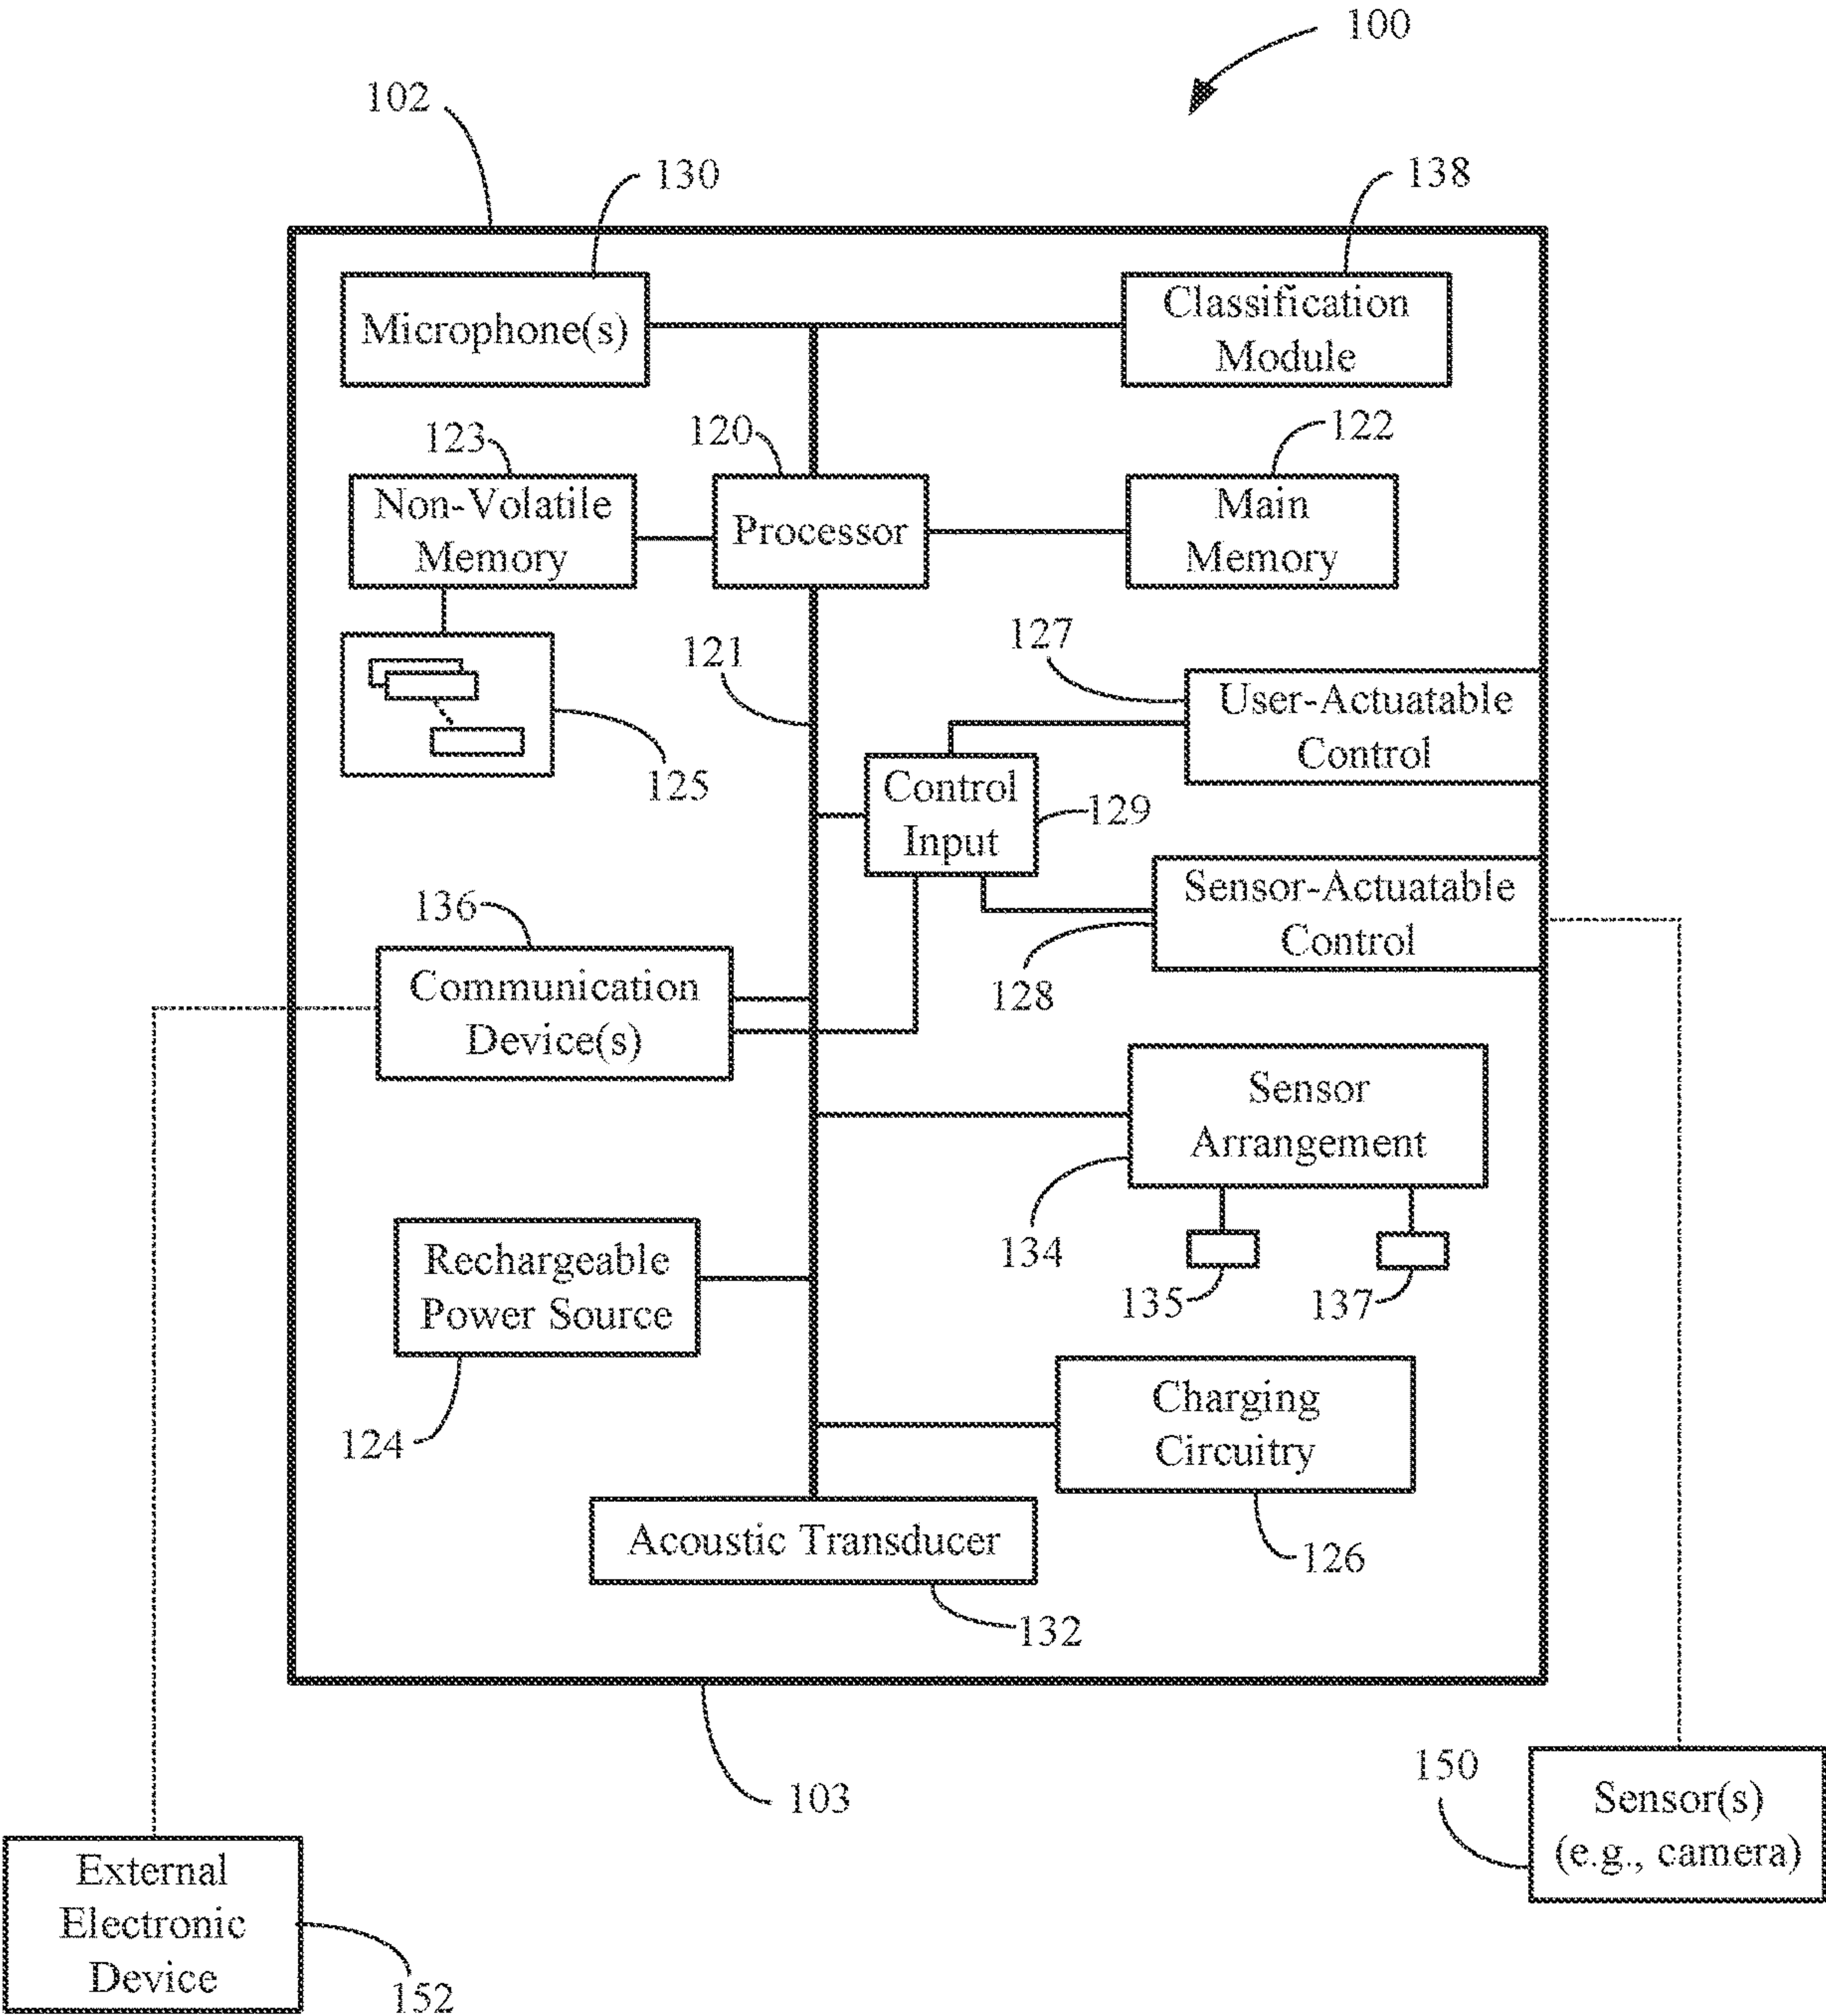 100
102
130
138
Microphone(s)
Classification
Module
123
120
122
Non-Volatile
Memory
Processor
Main
Memory
121
127
User-Actuatable
Control
125
Control
Input
129
Sensor-Actuatable
Control
136
128
Communication
Device(s)
Sensor
Arrangement
134
135
137
Rechargeable
Power Source
124
Charging
Circuitry
126
Acoustic Transducer
132
103
150
Sensor(s)
(e.g., camera)
External
Electronic
Device
152